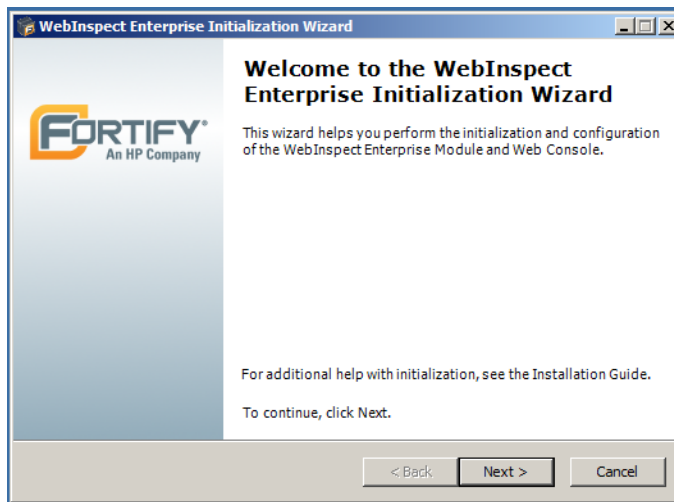 WebInspect Enterprise Initialization Wizard
Welcome to the WebInspect
Enterprise Initialization Wizard
FORTIFY®
An HP Company
This wizard helps you perform the initialization and configuration
of the WebInspect Enterprise Module and Web Console.
For additional help with initialization, see the Installation Guide.
To continue, click Next.
< Back
Next >
Cancel